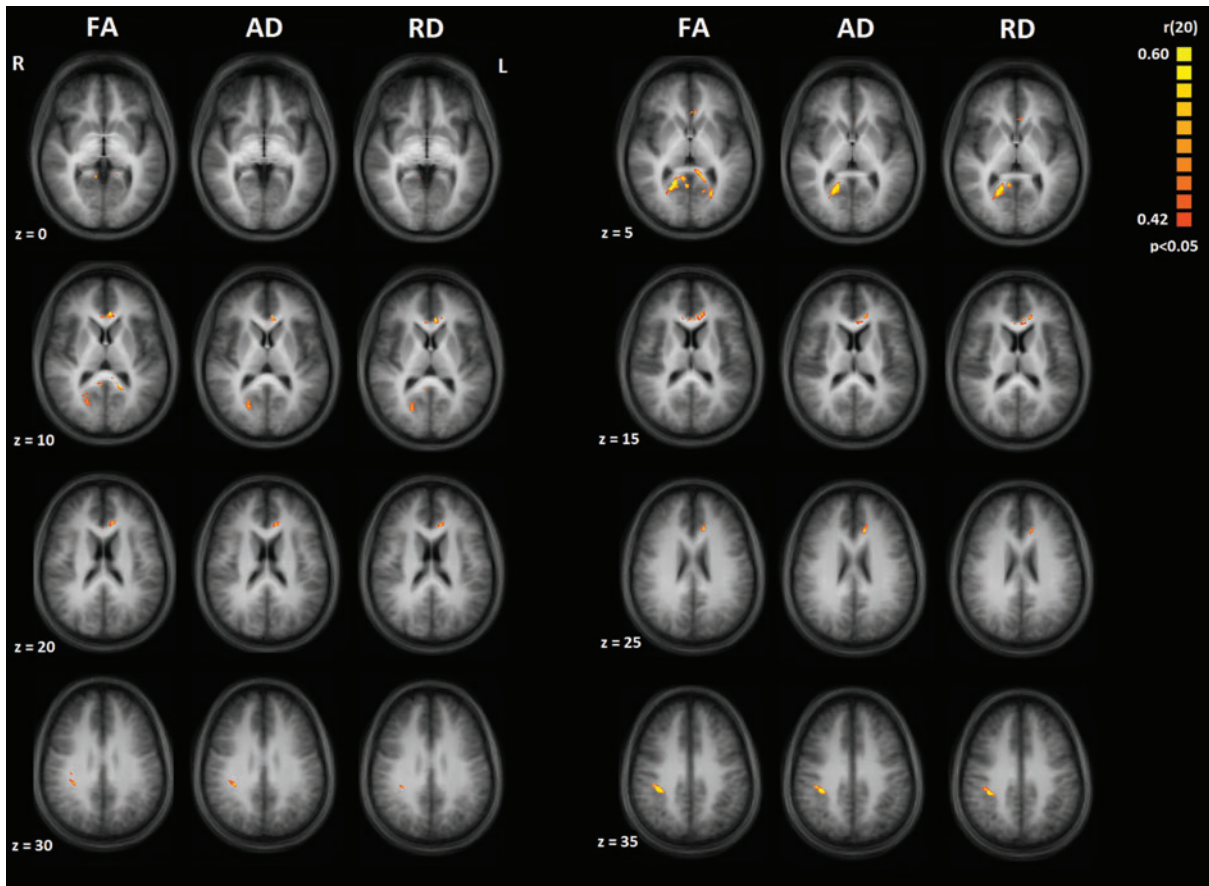 FA AD RD FA AD RD r(20)
R L 0.60
z = 0 z = 5 0.42
p<0.05
z = 10 z = 15
z = 20 z = 25
z = 30 z = 35